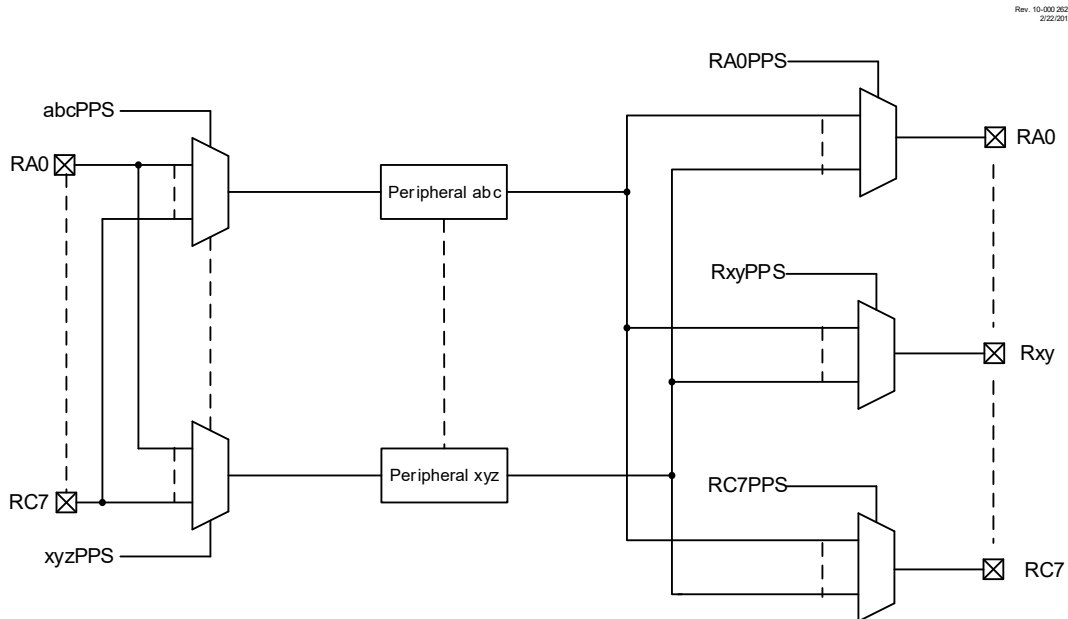 Rev. 10-000 262
2/22/201
RA0PPS
abcPPS
RA0
RA0
Peripheral abc
RxyPPS
Rxy
Peripheral xyz
RC7PPS
RC7
xyzPPS
RC7